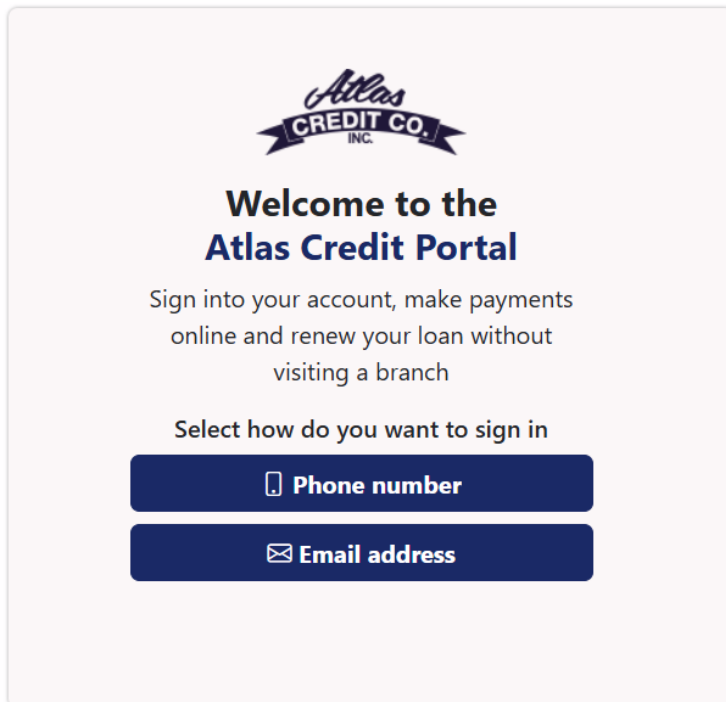 Atlas
CREDIT CO.
INC.
Welcome to the
Atlas Credit Portal
Sign into your account, make payments
online and renew your loan without
visiting a branch
Select how do you want to sign in
Phone number
Email address